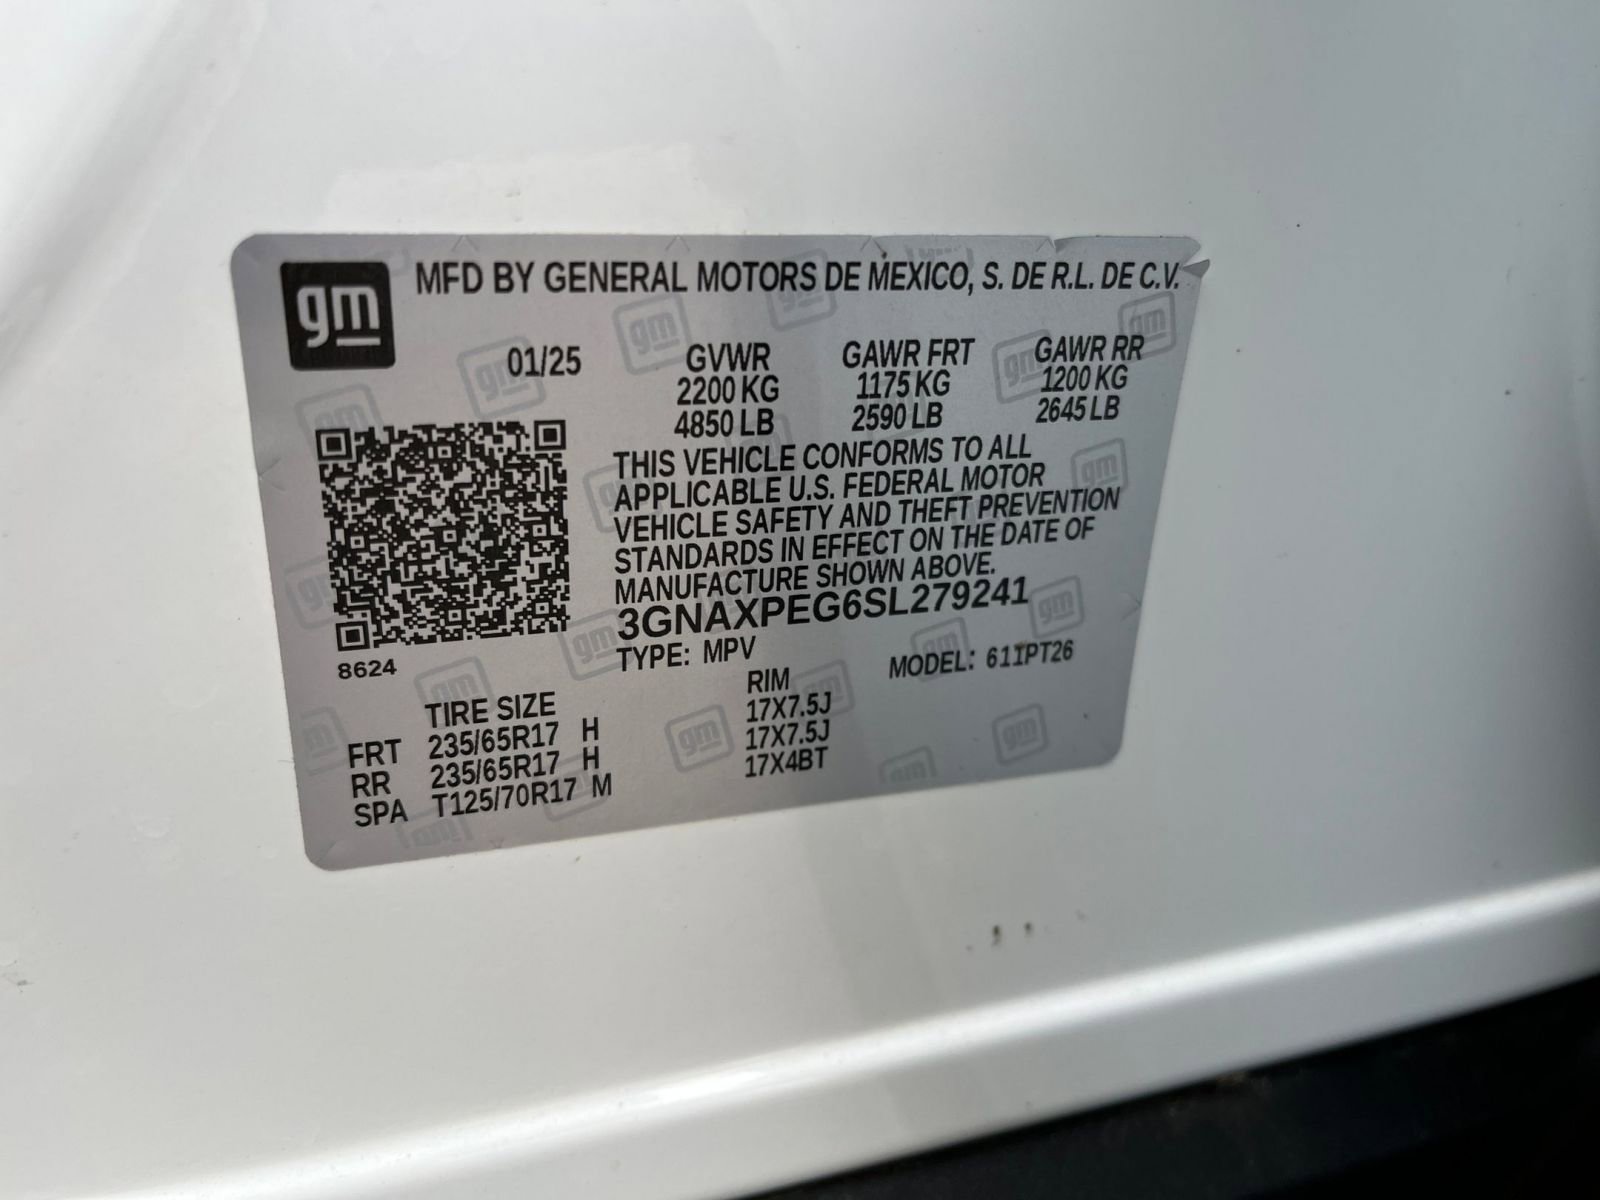 gm
MFD BY GENERAL MOTORS DE MEXICO, S. DE R.L. DE C.V.
01/25 GVWR GAWR FRT GAWR RR
2200 KG 1175 KG 1200 KG
4850 LB 2590 LB 2645 LB
THIS VEHICLE CONFORMS TO ALL
APPLICABLE U.S. FEDERAL MOTOR
VEHICLE SAFETY AND THEFT PREVENTION
STANDARDS IN EFFECT ON THE DATE OF
MANUFACTURE SHOWN ABOVE.
3GNAXPEG6SL279241
8624
TYPE: MPV MODEL: 611PT26
TIRE SIZE RIM
FRT 235/65R17 H 17X7.5J
RR 235/65R17 H 17X7.5J
SPA T125/70R17 M 17X4BT